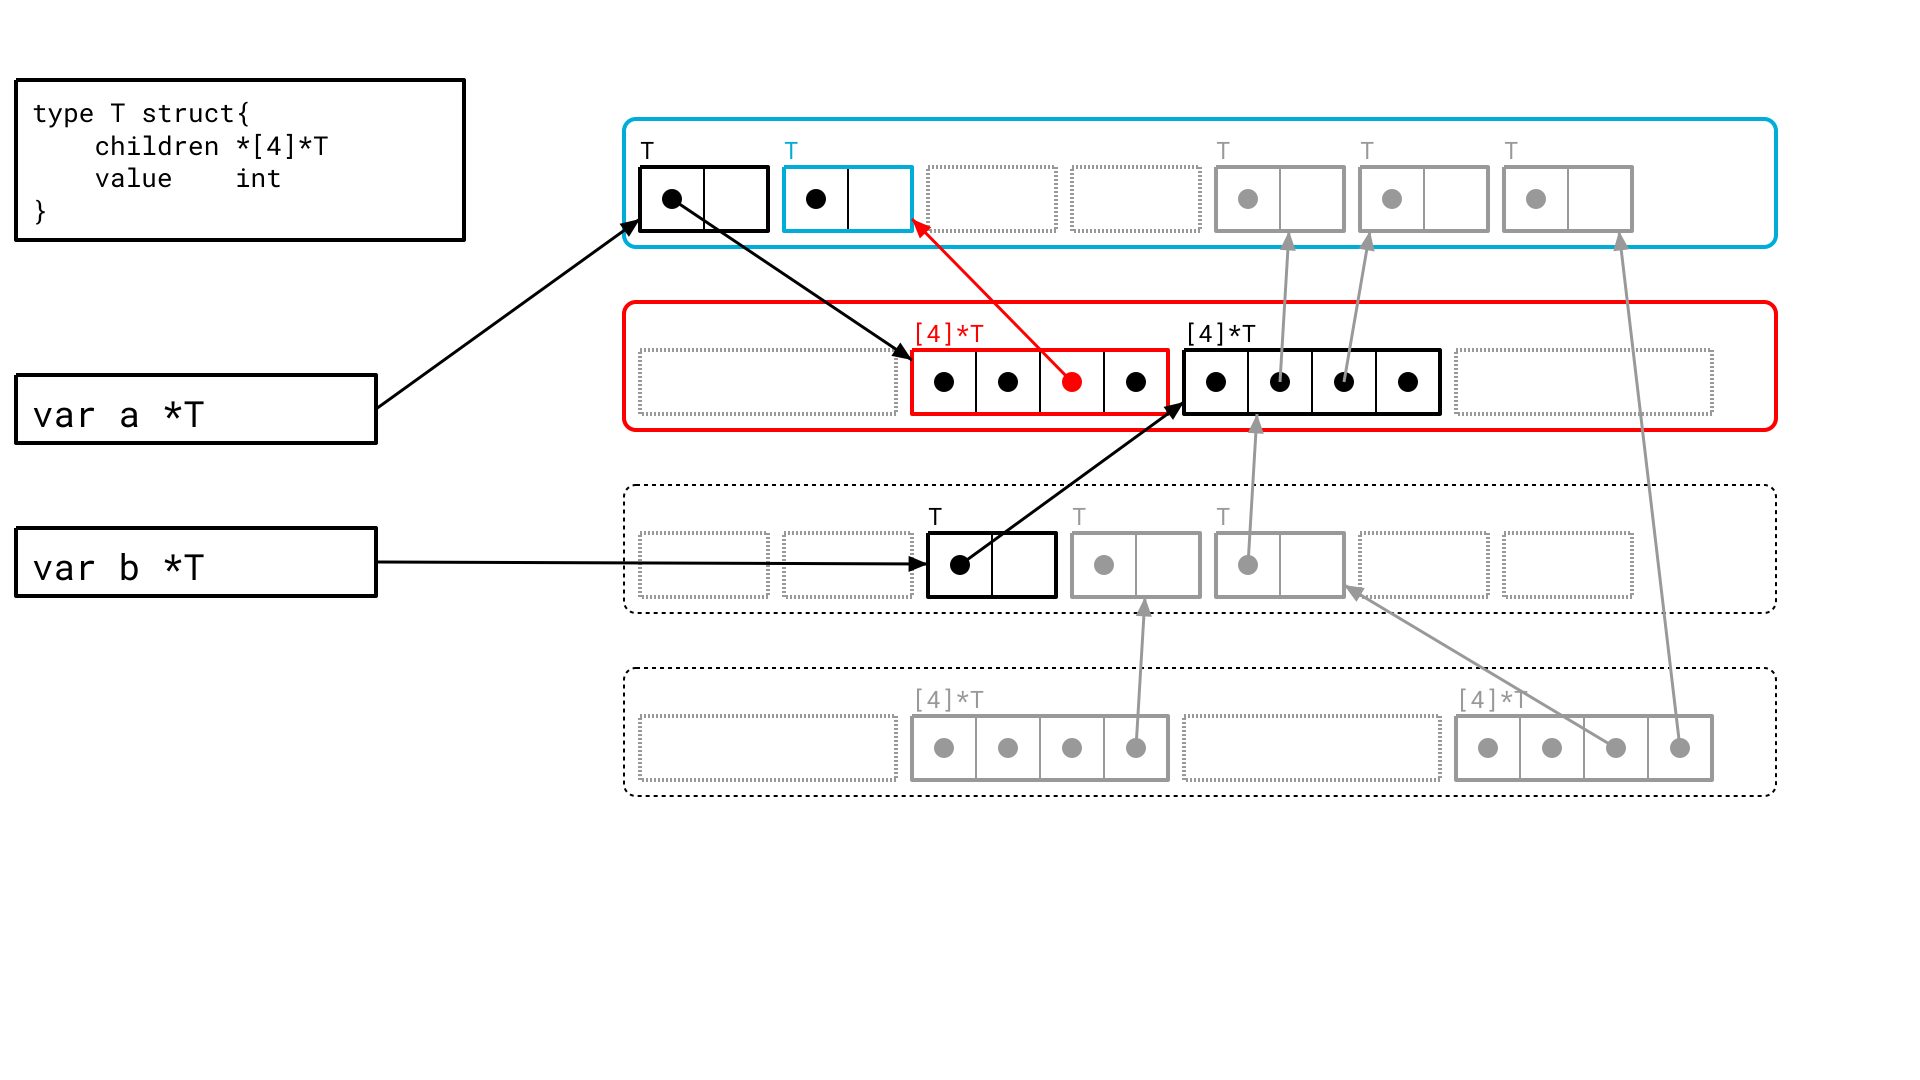 type T struct{
    children *[4]*T
    value    int
}
T T T T T
[4]*T [4]*T
var a *T
T T T
var b *T
[4]*T [4]*T